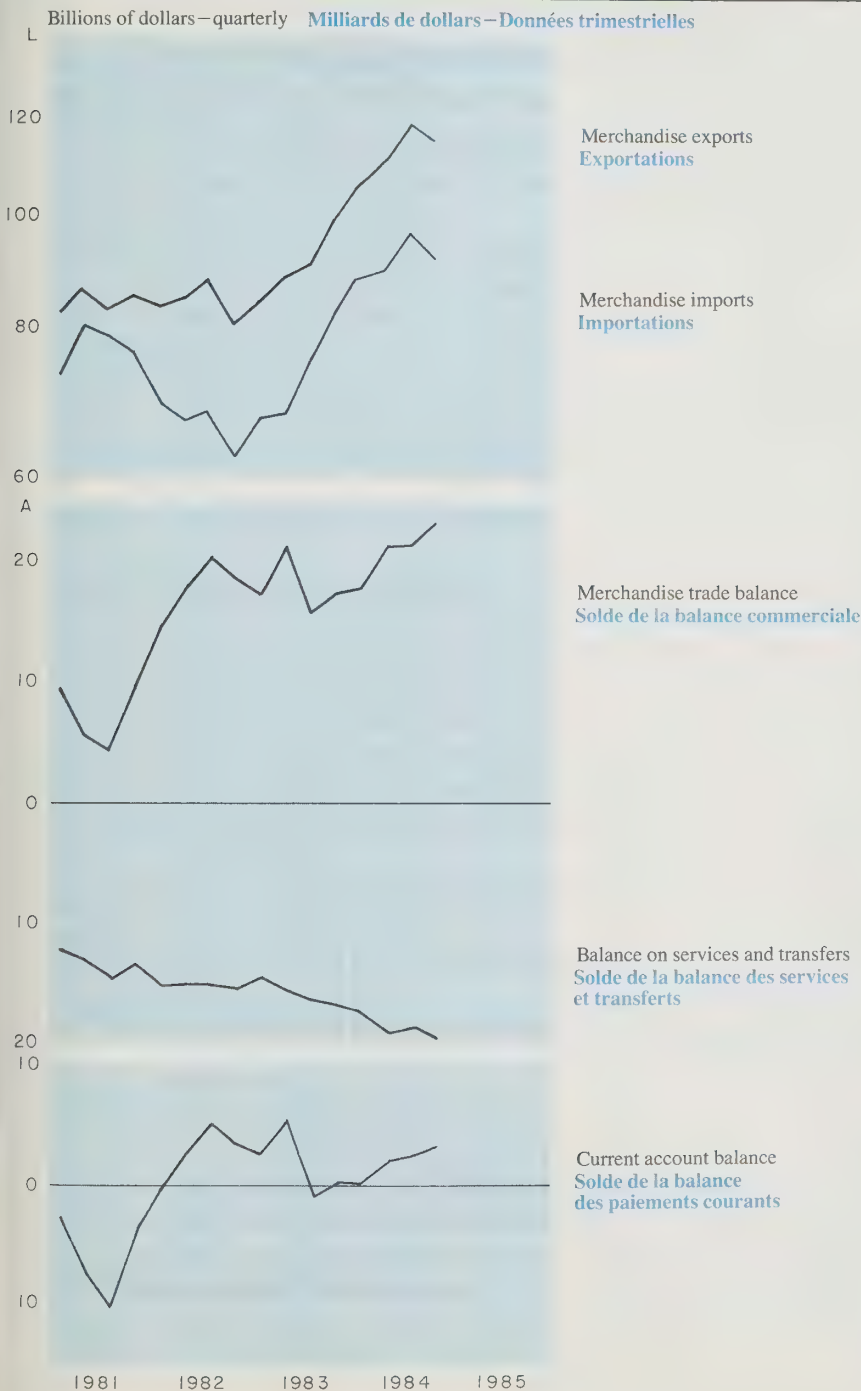 Billions of dollars—quarterly Milliards de dollars—Données trimestrielles
L
120
Merchandise exports
Exportations
100
Merchandise imports
Importations
80
60
A
20
Merchandise trade balance
Solde de la balance commerciale
10
0
10
Balance on services and transfers
Solde de la balance des services
et transferts
20
10
Current account balance
Solde de la balance
des paiements courants
0
10
1981 1982 1983 1984 1985